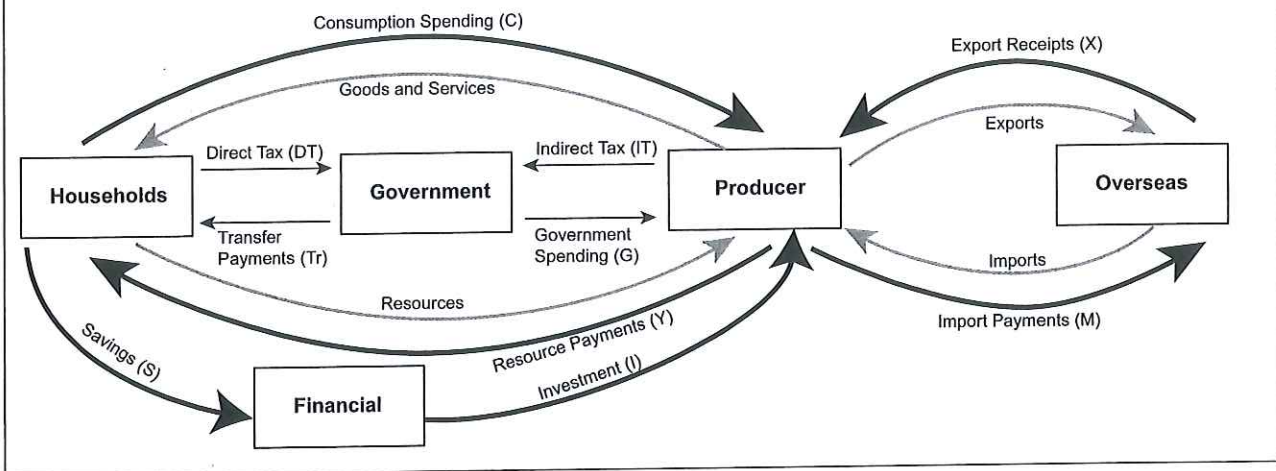 Consumption Spending (C)
Export Receipts (X)
Goods and Services
Exports
Direct Tax (DT)
Indirect Tax (IT)
Households
Government
Producer
Overseas
Transfer
Payments (Tr)
Government
Spending (G)
Imports
Resources
Import Payments (M)
Resource Payments (Y)
Savings (S)
Investment (I)
Financial